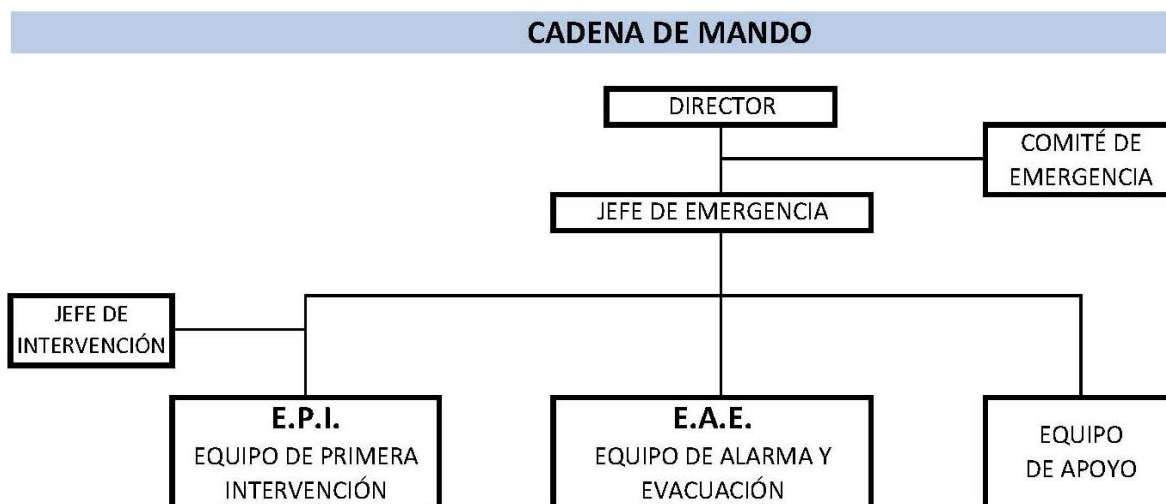 CADENA DE MANDO
DIRECTOR
COMITÉ DE
EMERGENCIA
JEFE DE EMERGENCIA
JEFE DE
INTERVENCIÓN
E.P.I.
EQUIPO DE PRIMERA
INTERVENCIÓN
E.A.E.
EQUIPO DE ALARMA Y
EVACUACIÓN
EQUIPO
DE APOYO